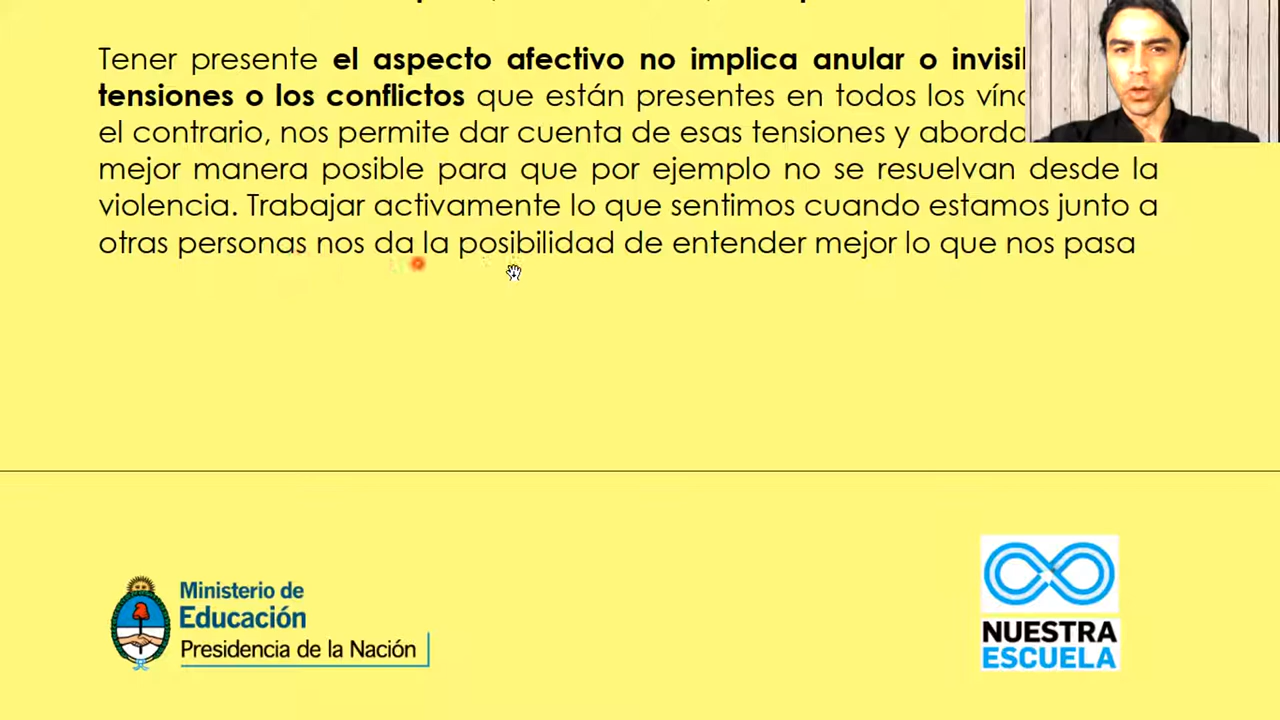 Tener presente el aspecto afectivo no implica anular o
tensiones o los conflictos que están presentes en todos los
el contrario, nos permite dar cuenta de esas tensiones y
mejor manera posible para que por ejemplo no se resuelvan desde la
violencia. Trabajar activamente lo que sentimos cuando estamos junto a
otras personas nos da la posibilidad de entender mejor lo que nos pasa
Ministerio de
Educación
Presidencia de la Nación
NUESTRA
ESCUELA